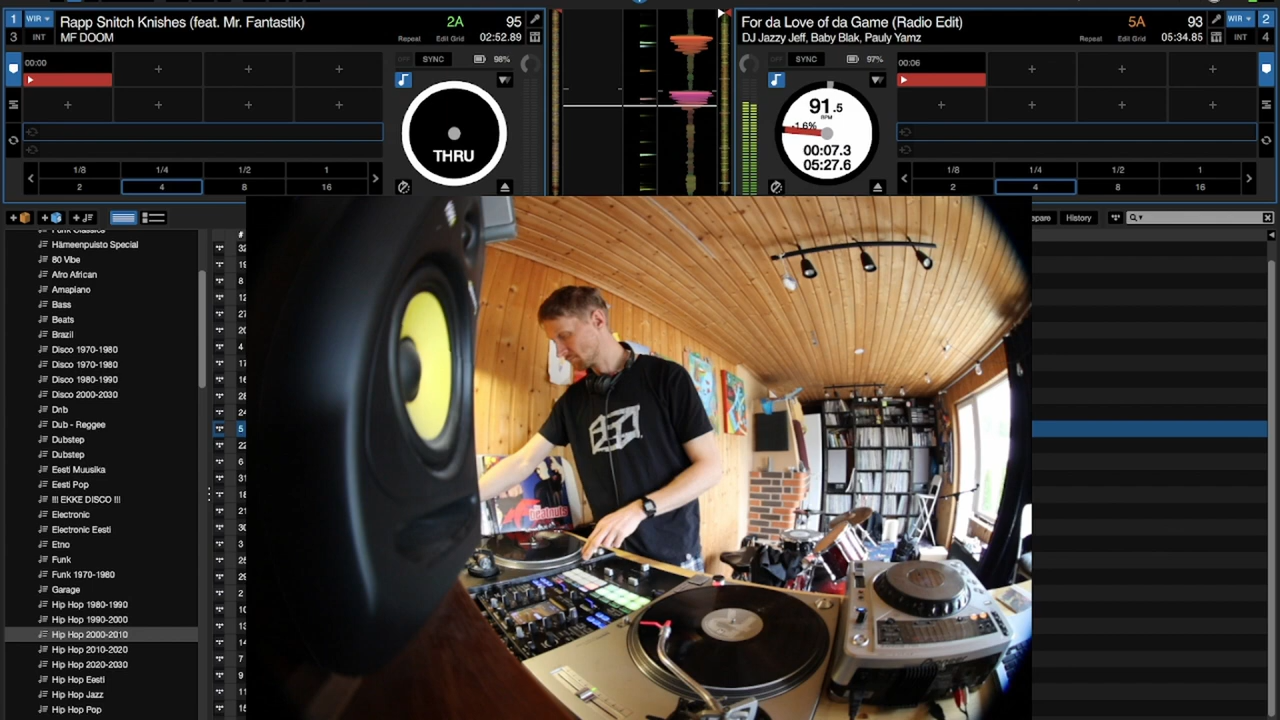 1 WIR Rapp Snitch Knishes (feat. Mr. Fantastik) 2A 95
3 INT MF DOOM Repeat Edit Grid 02:52.89
For da Love of da Game (Radio Edit) 5A 93 WIR 2
DJ Jazzy Jeff, Baby Blak, Pauly Yamz Repeat Edit Grid 05:34.85 INT 4
00:00
OFF SYNC 98%
OFF SYNC 97%
00:06
THRU
91.5
BPM
-1.6%
00:07.3
05:27.6
1/8 1/4 1/2 1
2 4 8 16
1/8 1/4 1/2 1
2 4 8 16
History
#
Funk Classics
Hämeenpuisto Special
80 Vibe
Afro African
Amapiano
Bass
Beats
Brazil
Disco 1970-1980
Disco 1970-1980
Disco 1980-1990
Disco 2000-2030
Dnb
Dub - Reggee
Dubstep
Dubstep
Eesti Muusika
Eesti Pop
!!! EKKE DISCO !!!
Electronic
Electronic Eesti
Etno
Funk
Funk 1970-1980
Garage
Hip Hop 1980-1990
Hip Hop 1990-2000
Hip Hop 2000-2010
Hip Hop 2010-2020
Hip Hop 2020-2030
Hip Hop Eesti
Hip Hop Jazz
Hip Hop Pop
beatnuts